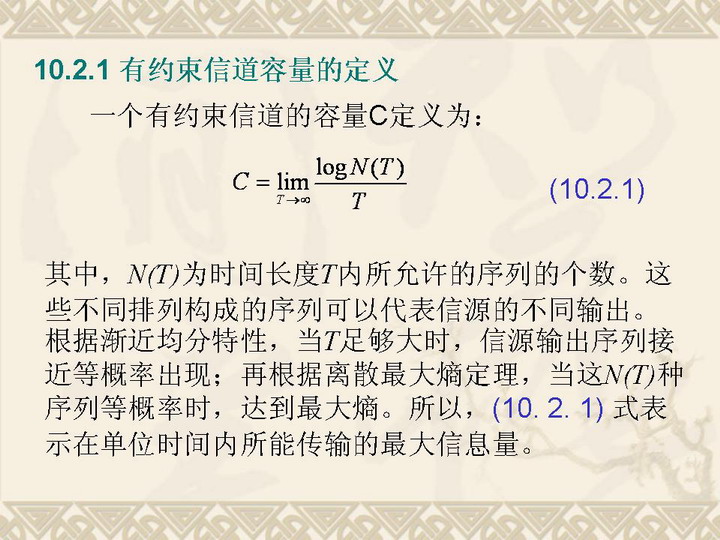 10.2.1 有约束信道容量的定义
一个有约束信道的容量C定义为：
C = lim_{T→∞} log N(T) / T
(10.2.1)
其中，N(T)为时间长度T内所允许的序列的个数。这
些不同排列构成的序列可以代表信源的不同输出。
根据渐近均分特性，当T足够大时，信源输出序列接
近等概率出现；再根据离散最大熵定理，当这N(T)种
序列等概率时，达到最大熵。所以，(10. 2. 1) 式表
示在单位时间内所能传输的最大信息量。